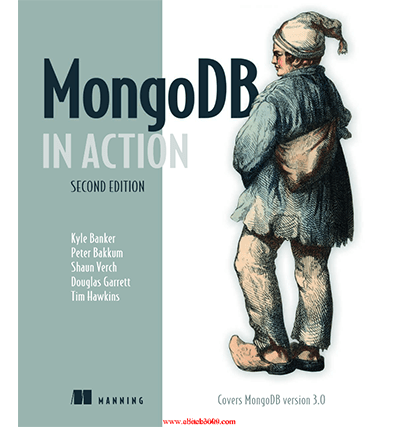 MongoDB
IN ACTION
SECOND EDITION
Kyle Banker
Peter Bakkum
Shaun Verch
Douglas Garrett
Tim Hawkins
MANNING
Covers MongoDB version 3.0